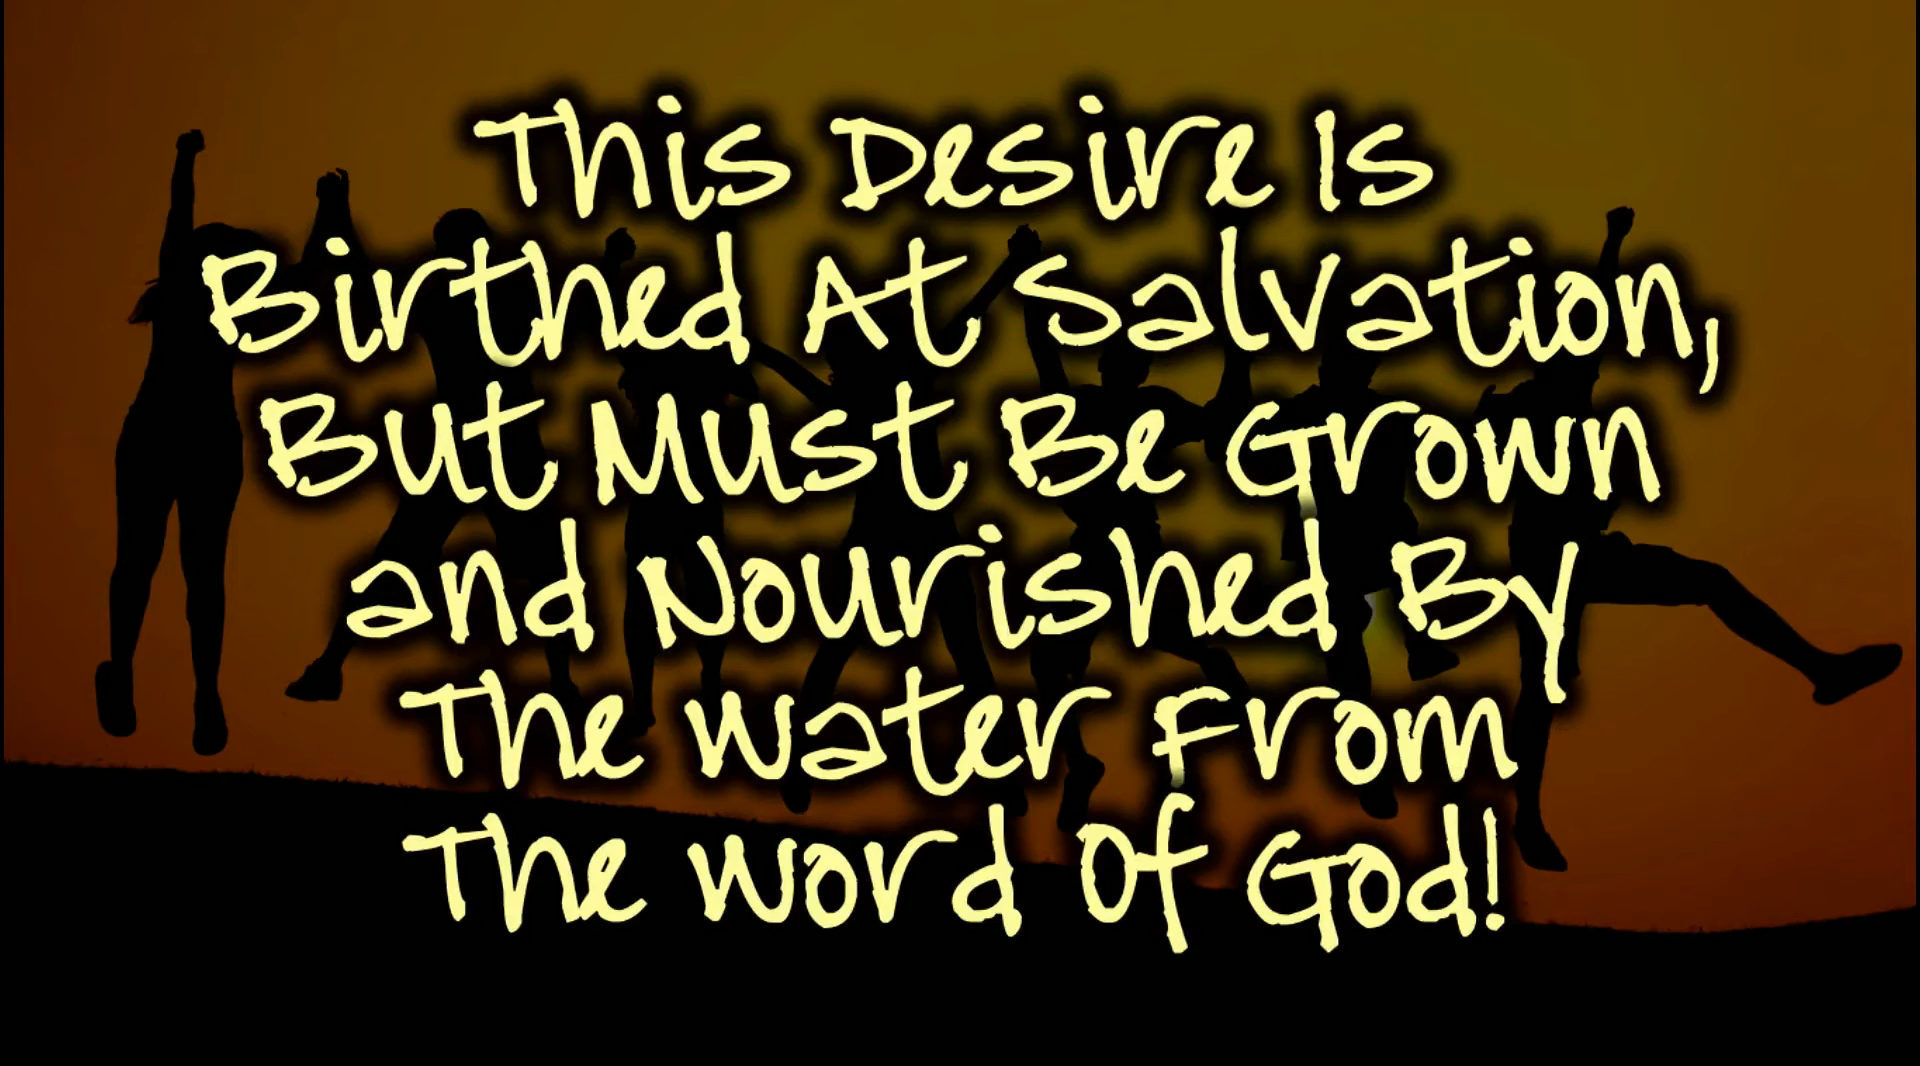 This Desire Is
Birthed At Salvation,
But Must Be Grown
and Nourished By
The Water From
The Word Of God!